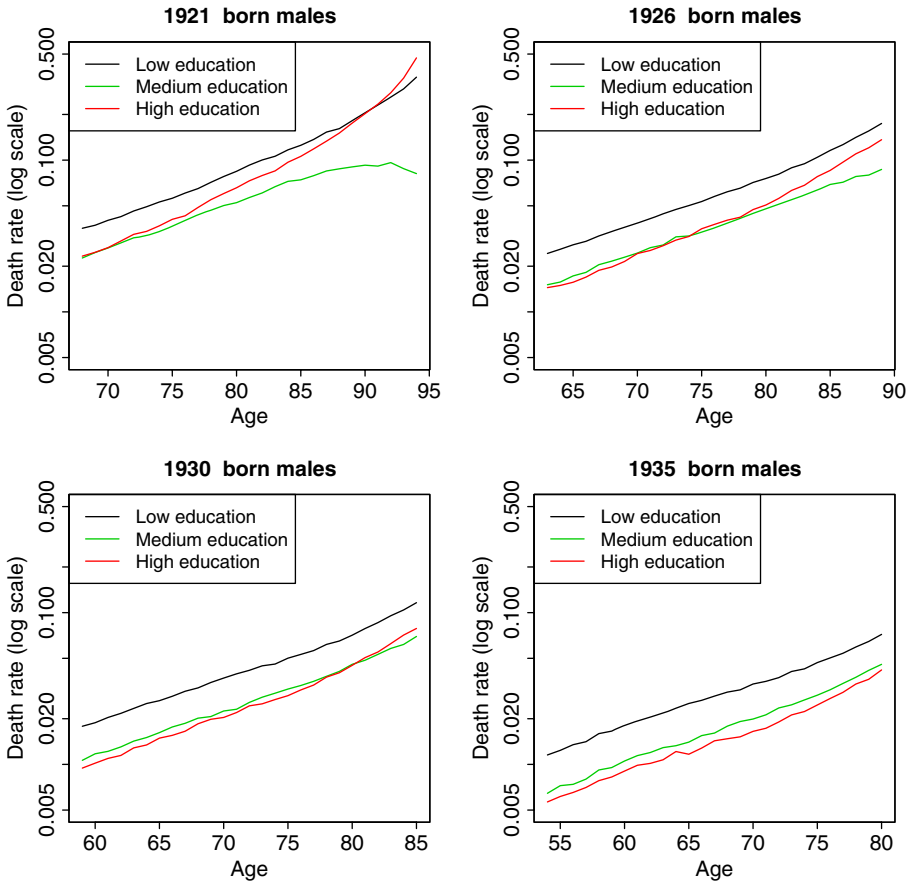 1921 born males
Low education
Medium education
High education
Death rate (log scale)
0.500
0.100
0.020
0.005
70 75 80 85 90 95
Age
1926 born males
Low education
Medium education
High education
Death rate (log scale)
0.500
0.100
0.020
0.005
65 70 75 80 85 90
Age
1930 born males
Low education
Medium education
High education
Death rate (log scale)
0.500
0.100
0.020
0.005
60 65 70 75 80 85
Age
1935 born males
Low education
Medium education
High education
Death rate (log scale)
0.500
0.100
0.020
0.005
55 60 65 70 75 80
Age